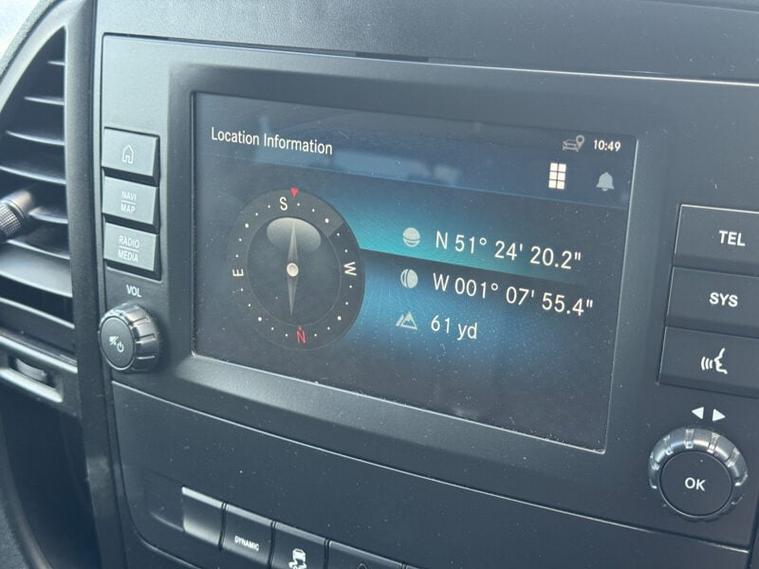 Location Information
10:49
S
E
W
N
N 51° 24' 20.2"
W 001° 07' 55.4"
61 yd
NAVI
MAP
RADIO
MEDIA
VOL
TEL
SYS
OK
DYNAMIC